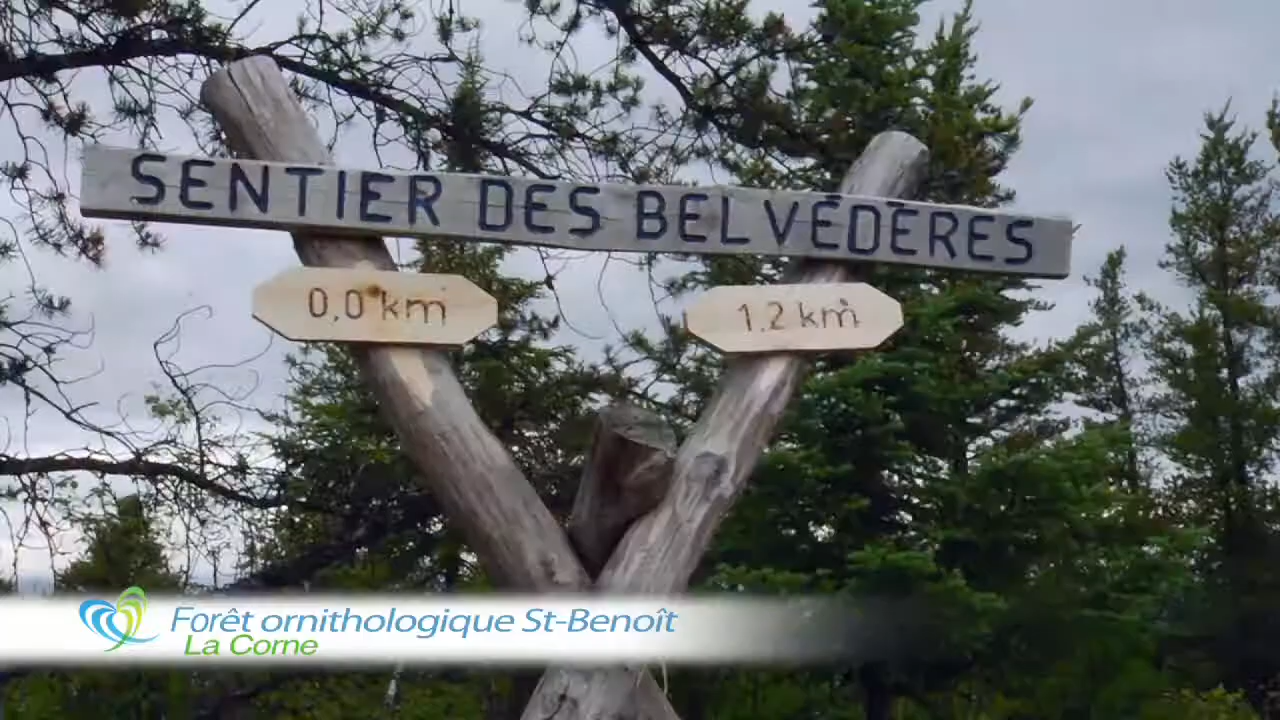 SENTIER DES BELVÉDÈRES
0,0 km
1,2 km
Forêt ornithologique St-Benoît
La Corne